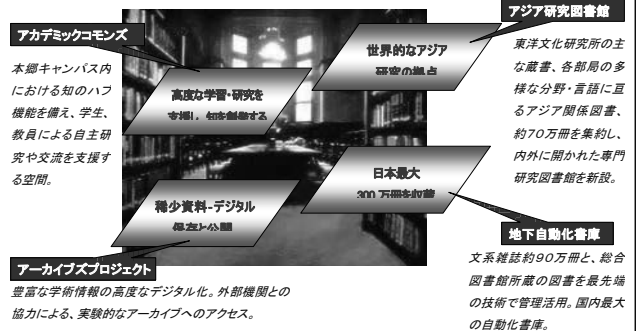 アカデミックコモンズ
本郷キャンパス内
における知のハブ
機能を備え、学生、
教員による自主研
究や交流を支援す
る空間。
高度な学習・研究を
支援し、知を創発する
世界的なアジア
研究の拠点
アジア研究図書館
東洋文化研究所の主
な蔵書、各部局の多
様な分野・言語に亘
るアジア関係図書、
約70万冊を集約し、
内外に開かれた専門
研究図書館を新設。
稀少資料-デジタル
保存と公開
日本最大
300万冊を収蔵
アーカイブズプロジェクト
豊富な学術情報の高度なデジタル化。外部機関との
協力による、実験的なアーカイブへのアクセス。
地下自動化書庫
文系雑誌約90万冊と、総合
図書館所蔵の図書を最先端
の技術で管理活用。国内最大
の自動化書庫。